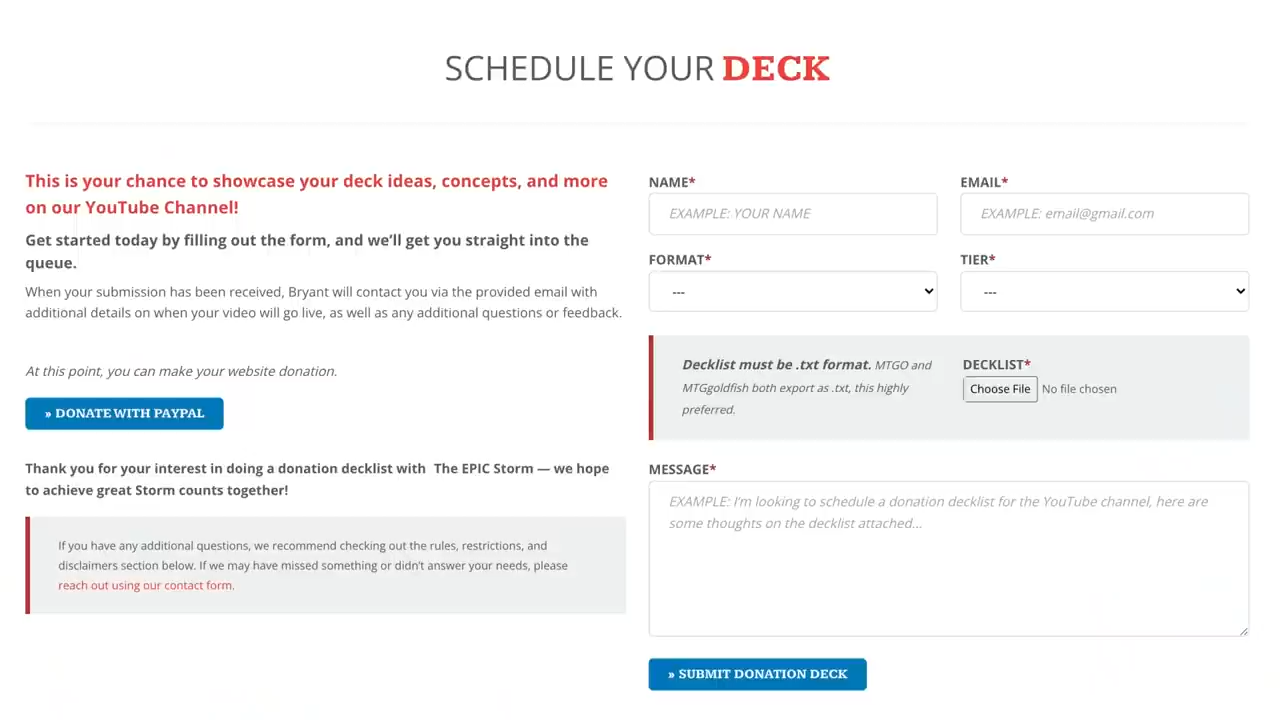 SCHEDULE YOUR DECK
This is your chance to showcase your deck ideas, concepts, and more
on our YouTube Channel!
Get started today by filling out the form, and we'll get you straight into the
queue.
When your submission has been received, Bryant will contact you via the provided email with
additional details on when your video will go live, as well as any additional questions or feedback.
At this point, you can make your website donation.
» DONATE WITH PAYPAL
Thank you for your interest in doing a donation decklist with The EPIC Storm — we hope
to achieve great Storm counts together!
If you have any additional questions, we recommend checking out the rules, restrictions, and
disclaimers section below. If we may have missed something or didn't answer your needs, please
reach out using our contact form.
NAME*
EXAMPLE: YOUR NAME
EMAIL*
EXAMPLE: email@gmail.com
FORMAT*
---
TIER*
---
Decklist must be .txt format. MTGO and
MTGgoldfish both export as .txt, this highly
preferred.
DECKLIST*
Choose File No file chosen
MESSAGE*
EXAMPLE: I'm looking to schedule a donation decklist for the YouTube channel, here are
some thoughts on the decklist attached...
» SUBMIT DONATION DECK